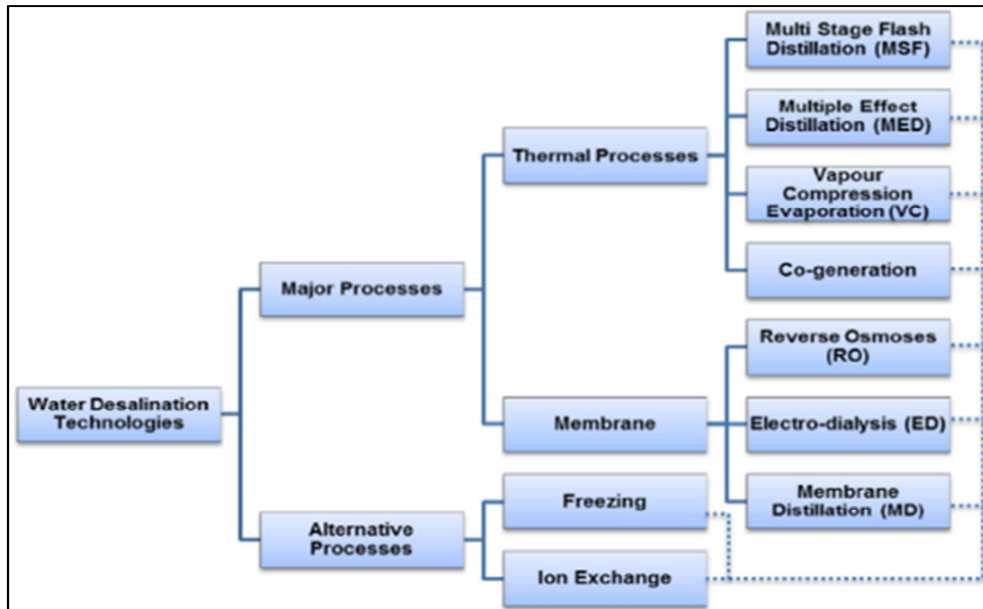 Water Desalination
Technologies
Major Processes
Alternative
Processes
Thermal Processes
Membrane
Freezing
Ion Exchange
Multi Stage Flash
Distillation (MSF)
Multiple Effect
Distillation (MED)
Vapour
Compression
Evaporation (VC)
Co-generation
Reverse Osmoses
(RO)
Electro-dialysis (ED)
Membrane
Distillation (MD)